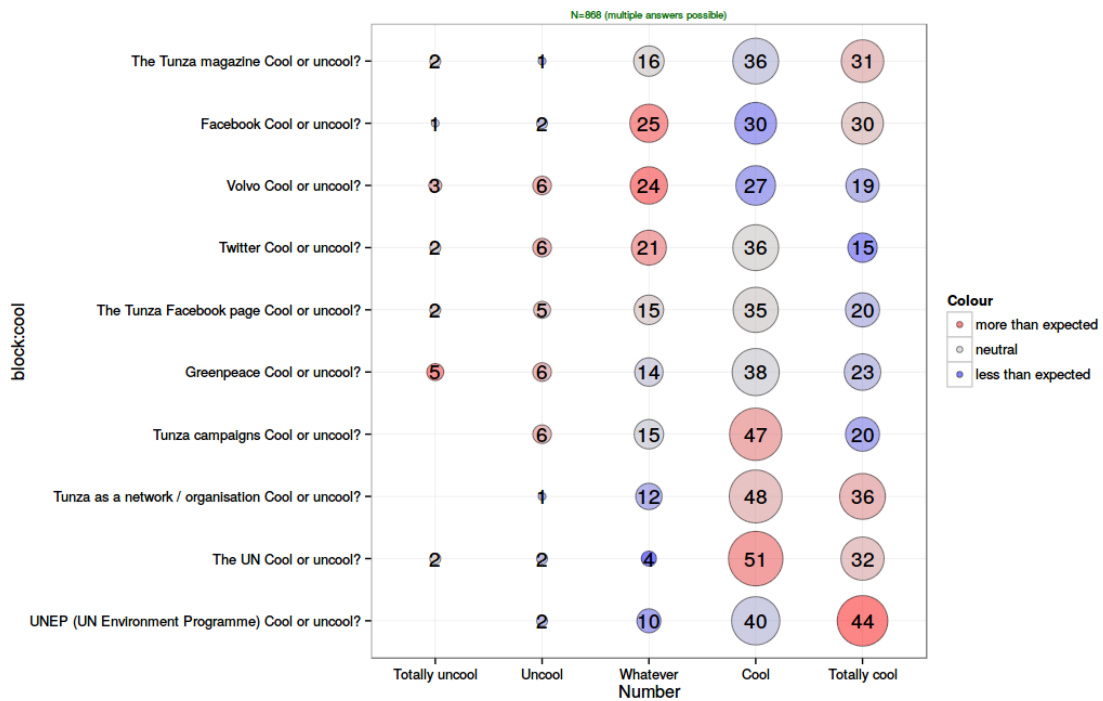 N=868 (multiple answers possible)
The Tunza magazine Cool or uncool? 2 1 16 36 31
Facebook Cool or uncool? 1 2 25 30 30
Volvo Cool or uncool? 3 6 24 27 19
Twitter Cool or uncool? 2 6 21 36 15
The Tunza Facebook page Cool or uncool? 2 5 15 35 20
Greenpeace Cool or uncool? 5 6 14 38 23
Tunza campaigns Cool or uncool? 6 15 47 20
Tunza as a network / organisation Cool or uncool? 1 12 48 36
The UN Cool or uncool? 2 2 4 51 32
UNEP (UN Environment Programme) Cool or uncool? 2 10 40 44
block:cool
Totally uncool Uncool Whatever Cool Totally cool
Number
Colour
more than expected
neutral
less than expected